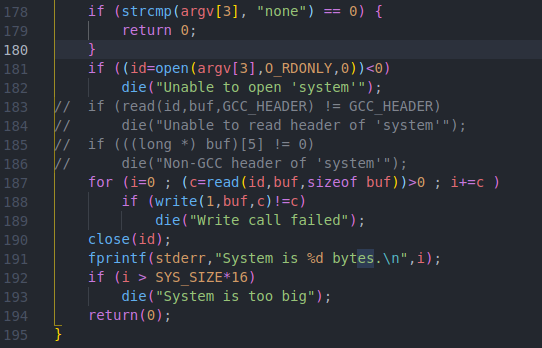 178 if (strcmp(argv[3], "none") == 0) {
179 return 0;
180 }
181 if ((id=open(argv[3],O_RDONLY,0))<0)
182 die("Unable to open 'system'");
183 // if (read(id,buf,GCC_HEADER) != GCC_HEADER)
184 // die("Unable to read header of 'system'");
185 // if (((long *) buf)[5] != 0)
186 // die("Non-GCC header of 'system'");
187 for (i=0 ; (c=read(id,buf,sizeof buf))>0 ; i+=c )
188 if (write(1,buf,c)!=c)
189 die("Write call failed");
190 close(id);
191 fprintf(stderr,"System is %d bytes.\n",i);
192 if (i > SYS_SIZE*16)
193 die("System is too big");
194 return(0);
195 }